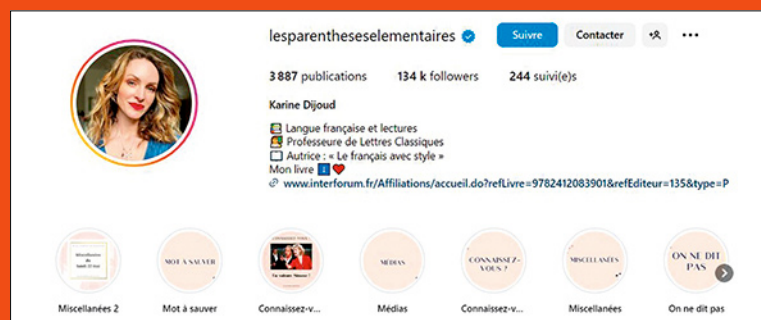 lesparentheseselementaires Suivre Contacter
3 887 publications 134 k followers 244 suivi(e)s
Karine Dijoud
Langue française et lectures
Professeure de Lettres Classiques
Autrice : « Le français avec style »
Mon livre
www.interforum.fr/Affiliations/accueil.do?refLivre=9782412083901&refEditeur=135&type=P
MOT À SAUVER
MÉDIAS
CONNAISSEZ-
VOUS ?
MISCELLANÉES
ON NE DIT
PAS
Miscellanées 2 Mot à sauver Connaissez-v... Médias Connaissez-v... Miscellanées On ne dit pas